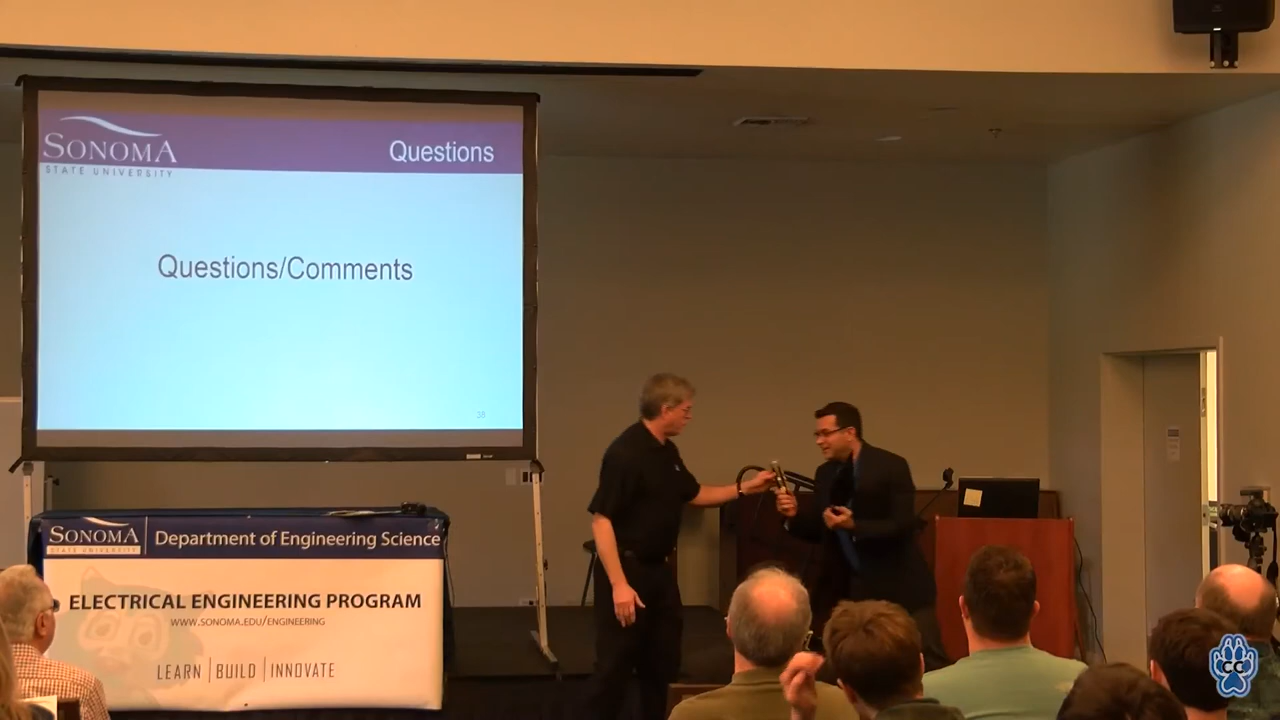 SONOMA
STATE UNIVERSITY
Questions
Questions/Comments
38
SONOMA
STATE UNIVERSITY
Department of Engineering Science
ELECTRICAL ENGINEERING PROGRAM
WWW.SONOMA.EDU/ENGINEERING
LEARN | BUILD | INNOVATE
CC